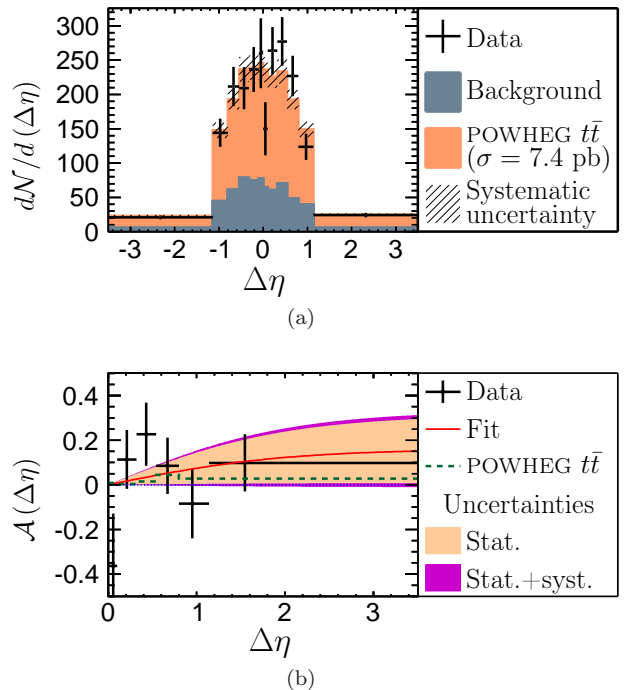 300
250
200
150
100
50
0
-3 -2 -1 0 1 2 3
dN/d (Δη)
Δη
Data
Background
POWHEG tt̄
(σ = 7.4 pb)
Systematic
uncertainty
(a)
0.4
0.2
0
-0.2
-0.4
0 1 2 3
A (Δη)
Δη
Data
Fit
POWHEG tt̄
Uncertainties
Stat.
Stat.+syst.
(b)